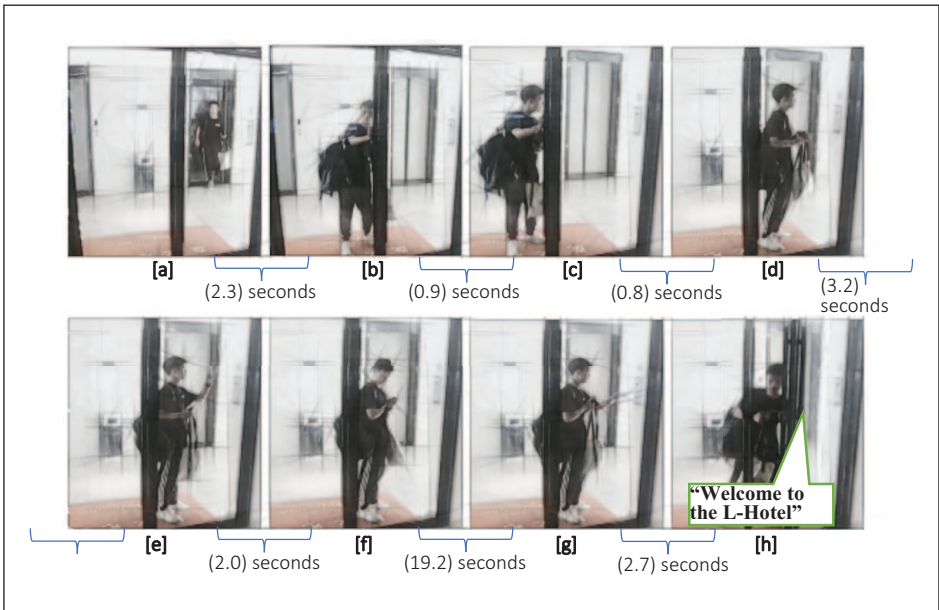 [a]
[b]
[c]
[d]
(2.3) seconds
(0.9) seconds
(0.8) seconds
(3.2)
seconds
“Welcome to
the L-Hotel”
[e]
[f]
[g]
[h]
(2.0) seconds
(19.2) seconds
(2.7) seconds